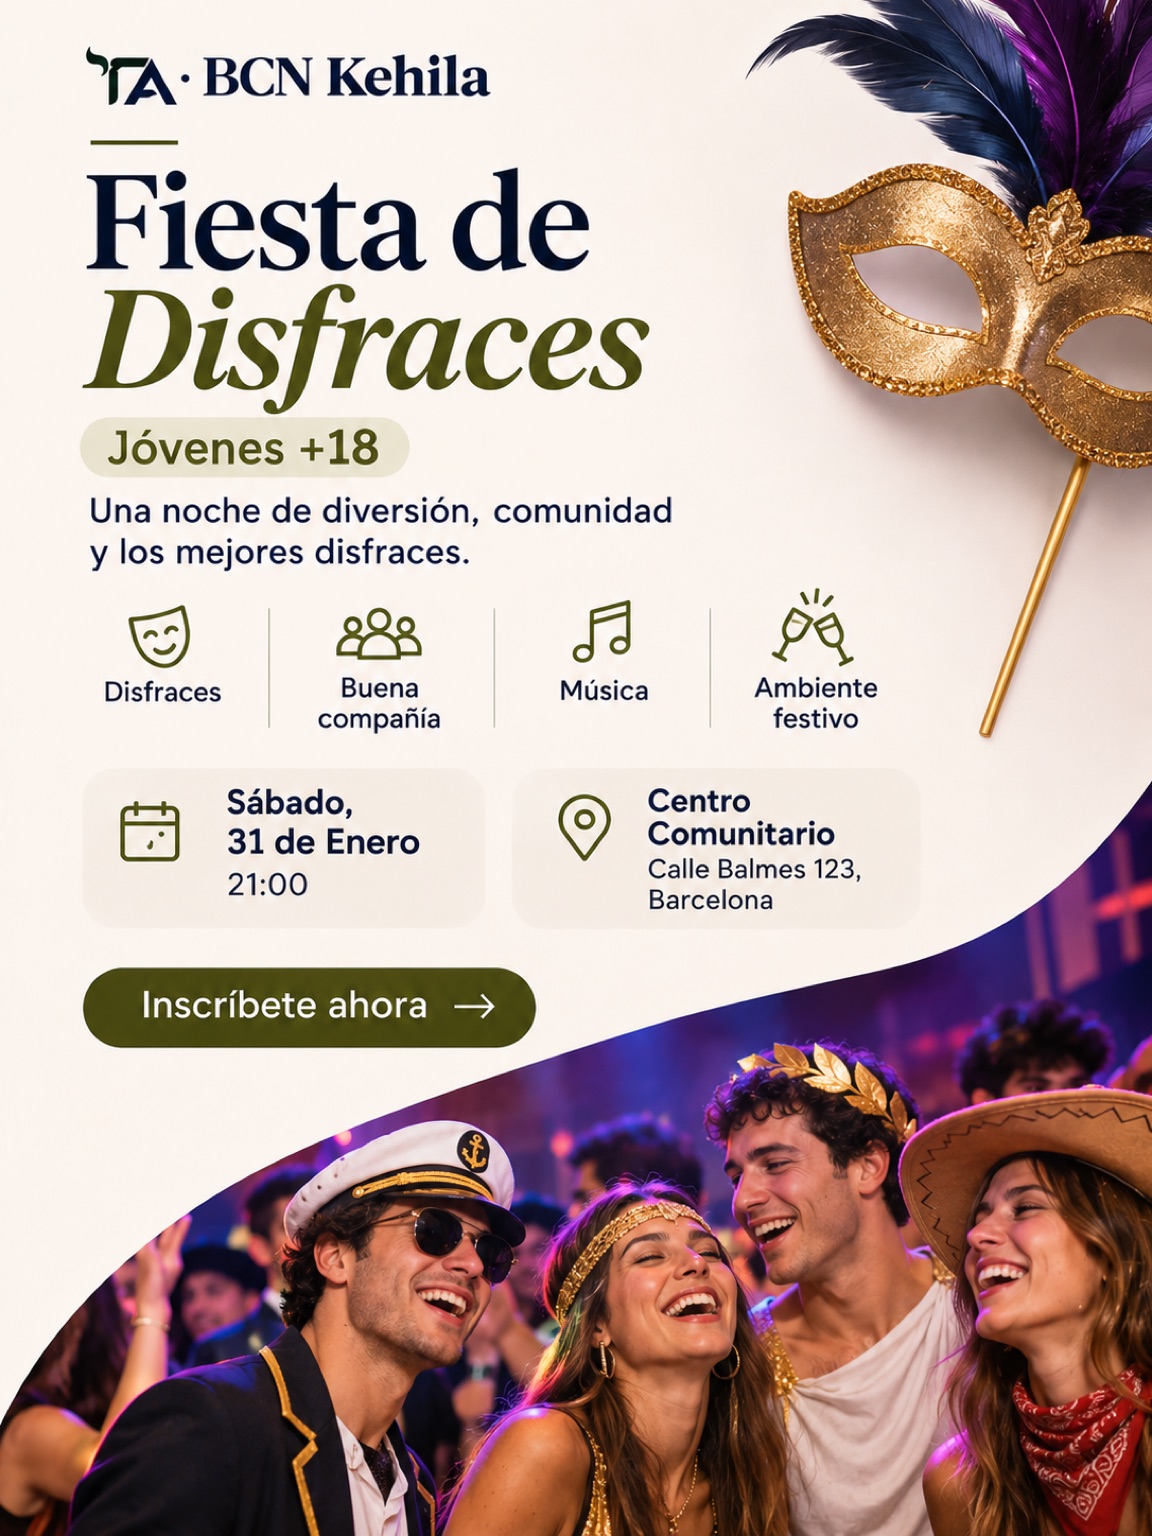 TA · BCN Kehila
Fiesta de
Disfraces
Jóvenes +18
Una noche de diversión, comunidad
y los mejores disfraces.
Disfraces
Buena
compañía
Música
Ambiente
festivo
Sábado,
31 de Enero
21:00
Centro
Comunitario
Calle Balmes 123,
Barcelona
Inscríbete ahora →